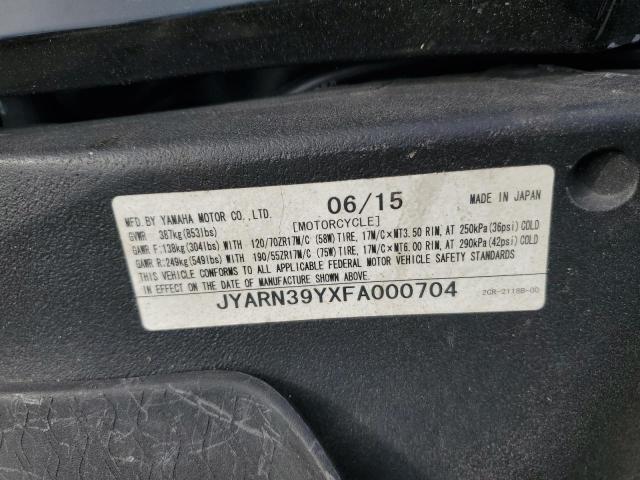 06/15 MADE IN JAPAN
MFD.BY YAMAHA MOTOR CO.,LTD. [MOTORCYCLE]
GVWR 387kg(853lbs)
GAWR F:138kg(304lbs) WITH 120/70ZR17M/C (58W) TIRE, 17M/C×MT3.50 RIM, AT 250kPa(36psi) COLD
GAWR R:249kg(549lbs) WITH 190/55ZR17M/C (75W) TIRE, 17M/C×MT6.00 RIM, AT 290kPa(42psi) COLD
THIS VEHICLE CONFORMS TO ALL APPLICABLE FEDERAL MOTOR VEHICLE SAFETY STANDARDS
IN EFFECT ON THE DATE OF MANUFACTURE SHOWN ABOVE.
JYARN39YXFA000704 2CR-2118B-00